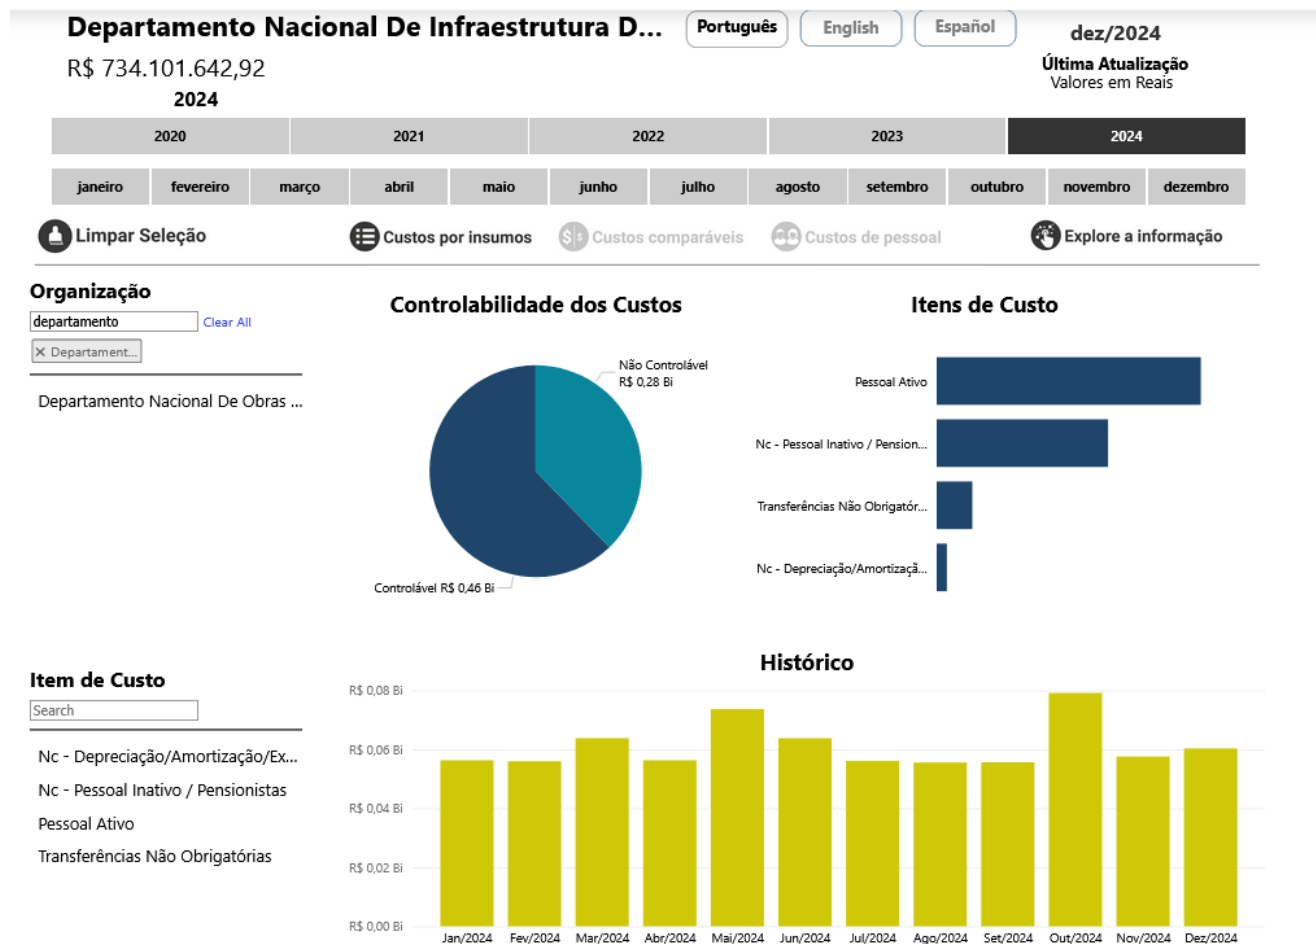 Departamento Nacional De Infraestrutura D...
Português
English
Español
dez/2024
R$ 734.101.642,92
Última Atualização
Valores em Reais
2024
2020
2021
2022
2023
2024
janeiro
fevereiro
março
abril
maio
junho
julho
agosto
setembro
outubro
novembro
dezembro
Limpar Seleção
Custos por insumos
Custos comparáveis
Custos de pessoal
Explore a informação
Organização
departamento
Clear All
× Departament...
Departamento Nacional De Obras ...
Controlabilidade dos Custos
Não Controlável
R$ 0,28 Bi
Controlável R$ 0,46 Bi
Itens de Custo
Pessoal Ativo
Nc - Pessoal Inativo / Pension...
Transferências Não Obrigatór...
Nc - Depreciação/Amortizaçã...
Item de Custo
Search
Nc - Depreciação/Amortização/Ex...
Nc - Pessoal Inativo / Pensionistas
Pessoal Ativo
Transferências Não Obrigatórias
Histórico
R$ 0,08 Bi
R$ 0,06 Bi
R$ 0,04 Bi
R$ 0,02 Bi
R$ 0,00 Bi
Jan/2024
Fev/2024
Mar/2024
Abr/2024
Mai/2024
Jun/2024
Jul/2024
Ago/2024
Set/2024
Out/2024
Nov/2024
Dez/2024